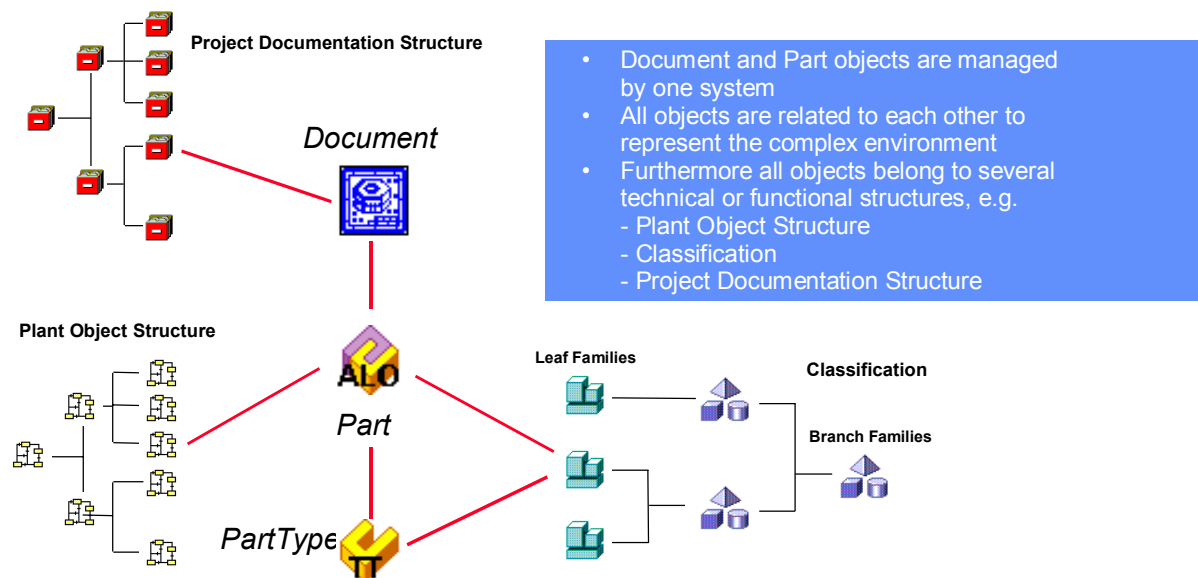 Project Documentation Structure
Document
• Document and Part objects are managed
by one system
• All objects are related to each other to
represent the complex environment
• Furthermore all objects belong to several
technical or functional structures, e.g.
- Plant Object Structure
- Classification
- Project Documentation Structure
Plant Object Structure
ALO
Part
PartType
TT
Leaf Families
Classification
Branch Families